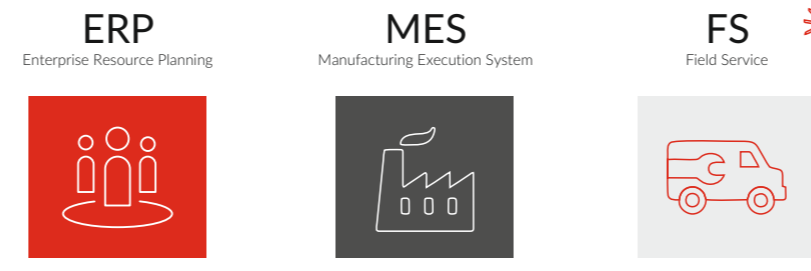 ERP
Enterprise Resource Planning
MES
Manufacturing Execution System
FS
Field Service